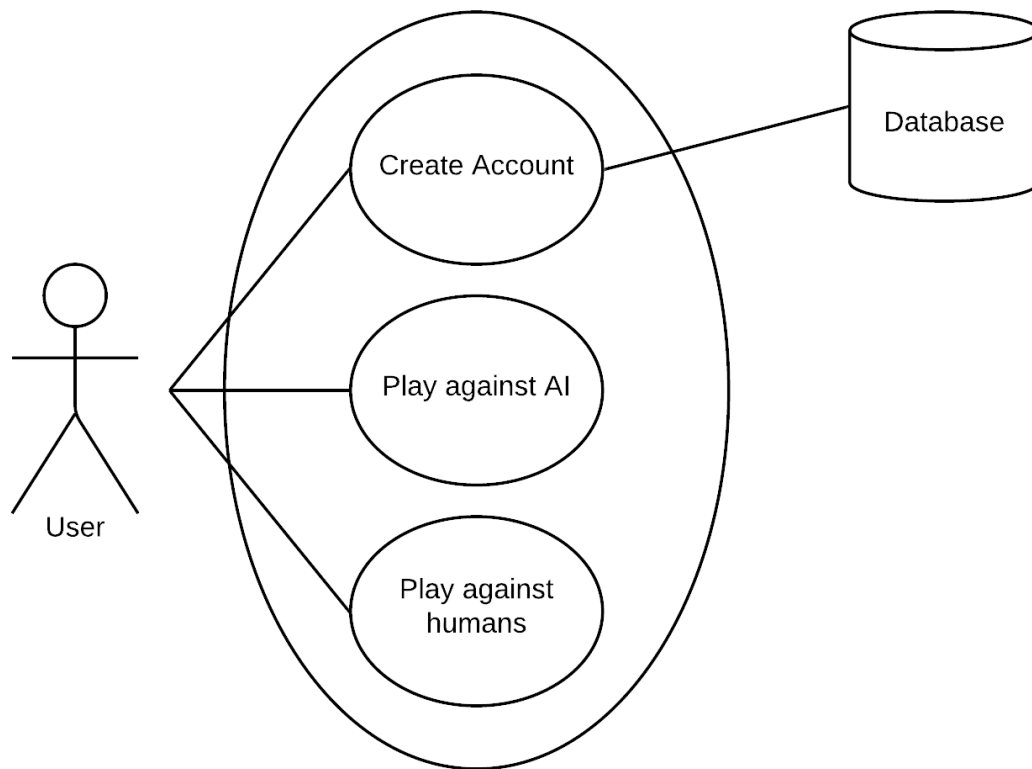 Create Account
Database
Play against AI
User
Play against
humans